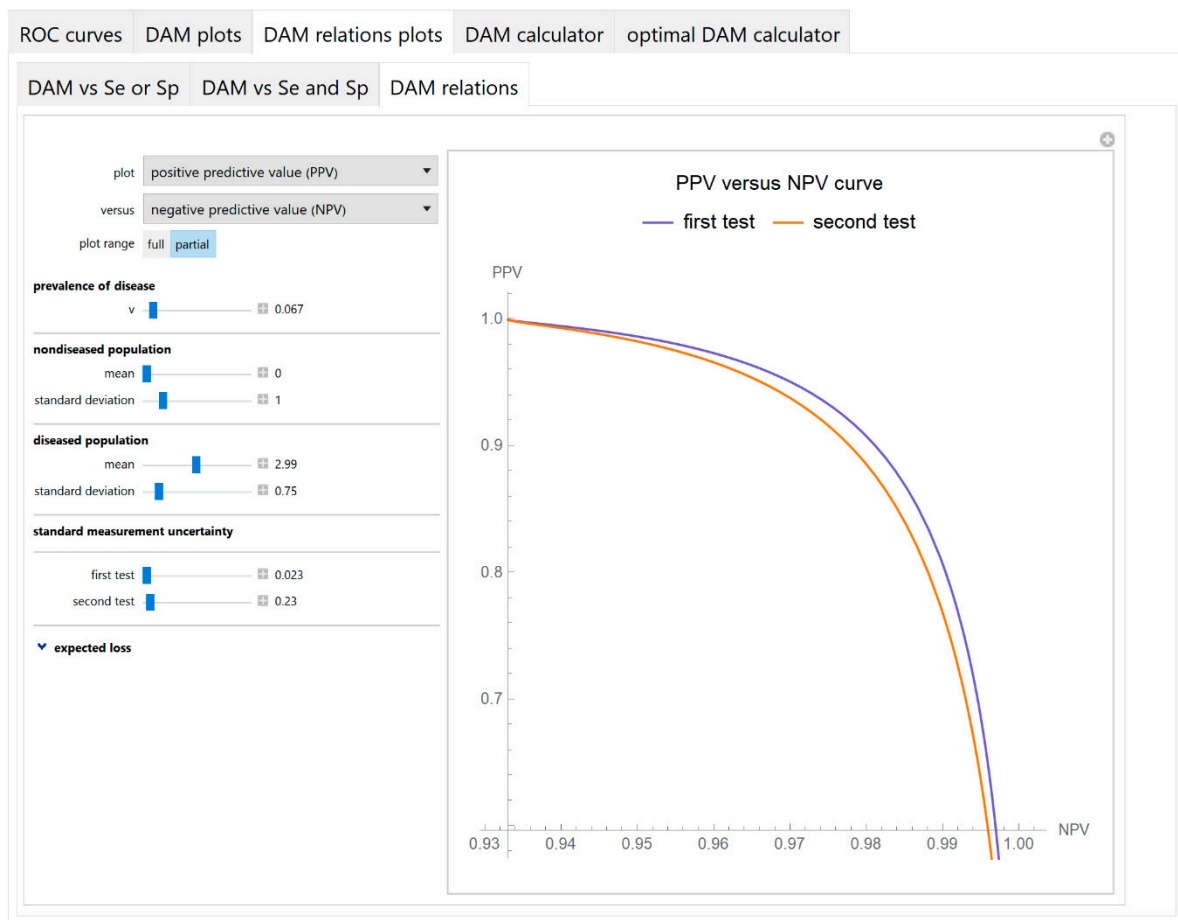 ROC curves DAM plots DAM relations plots DAM calculator optimal DAM calculator
DAM vs Se or Sp DAM vs Se and Sp DAM relations
plot positive predictive value (PPV)
versus negative predictive value (NPV)
plot range full partial
prevalence of disease
v 0.067
nondiseased population
mean 0
standard deviation 1
diseased population
mean 2.99
standard deviation 0.75
standard measurement uncertainty
first test 0.023
second test 0.23
expected loss
PPV versus NPV curve
first test second test
PPV
1.0
0.9
0.8
0.7
0.93 0.94 0.95 0.96 0.97 0.98 0.99 1.00 NPV